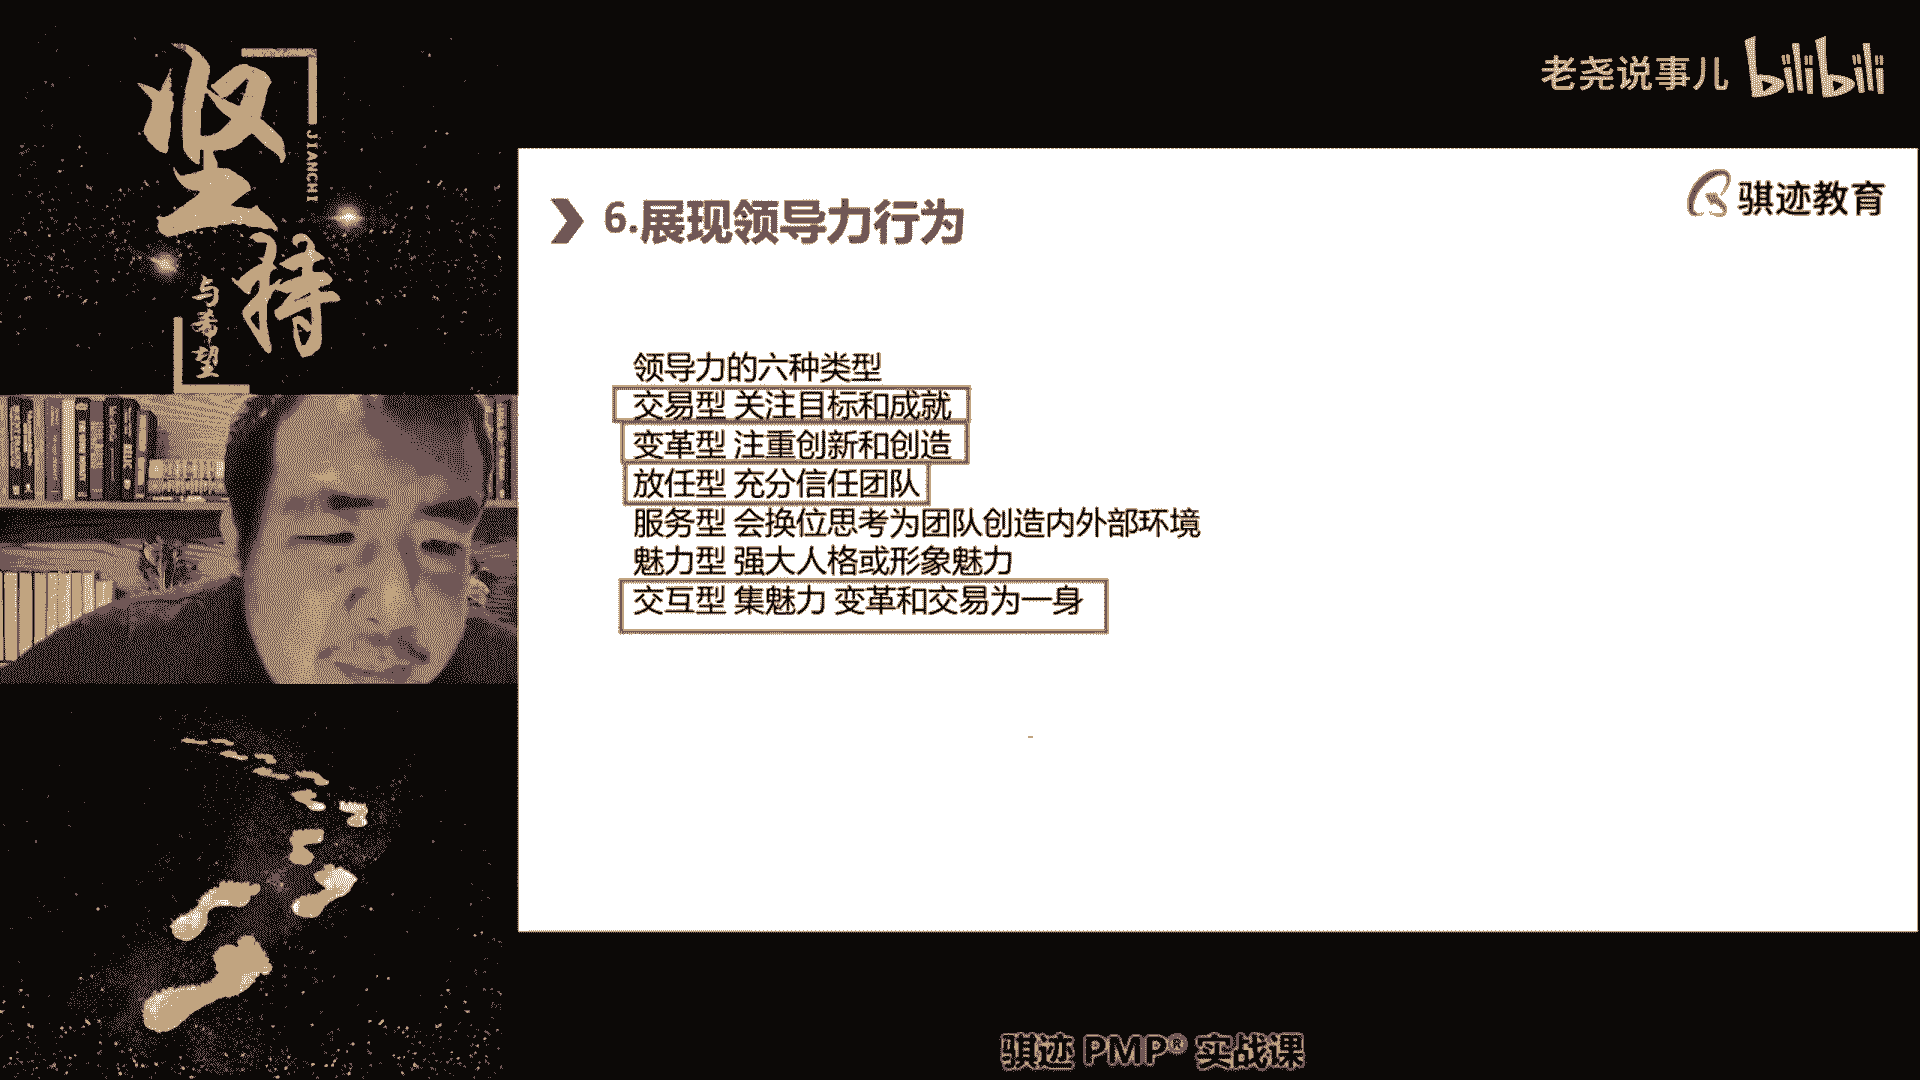 坚持
JIANCHI
与希望
老尧说事儿 bilibili
骐迹教育
6.展现领导力行为
领导力的六种类型
交易型 关注目标和成就
变革型 注重创新和创造
放任型 充分信任团队
服务型 会换位思考为团队创造内外部环境
魅力型 强大人格或形象魅力
交互型 集魅力 变革和交易为一身
骐迹 PMP® 实战课